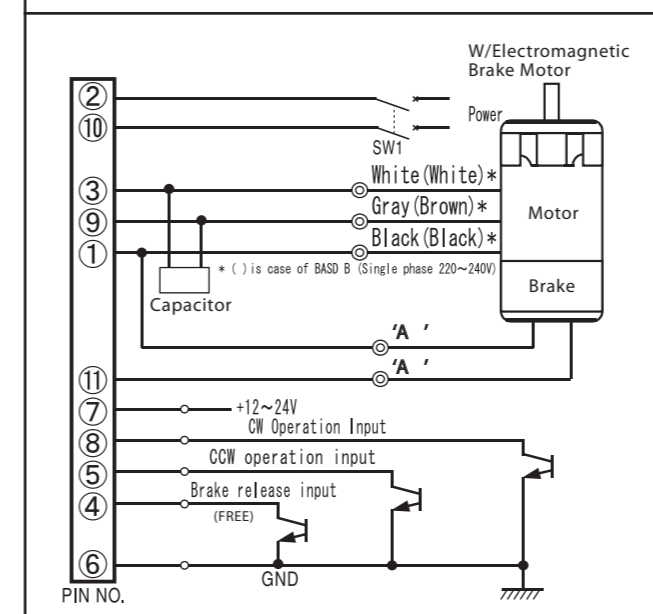 W/Electromagnetic
Brake Motor
②
Power
⑩
SW1
③
White(White)*
⑨
Gray(Brown)*
Motor
①
Black(Black)*
* ( ) is case of BASD B (Single phase 220~240V)
Capacitor
Brake
'A '
'A '
⑪
⑦
+12~24V
⑧
CW Operation Input
⑤
CCW operation input
④
Brake release input
(FREE)
⑥
GND
PIN NO.